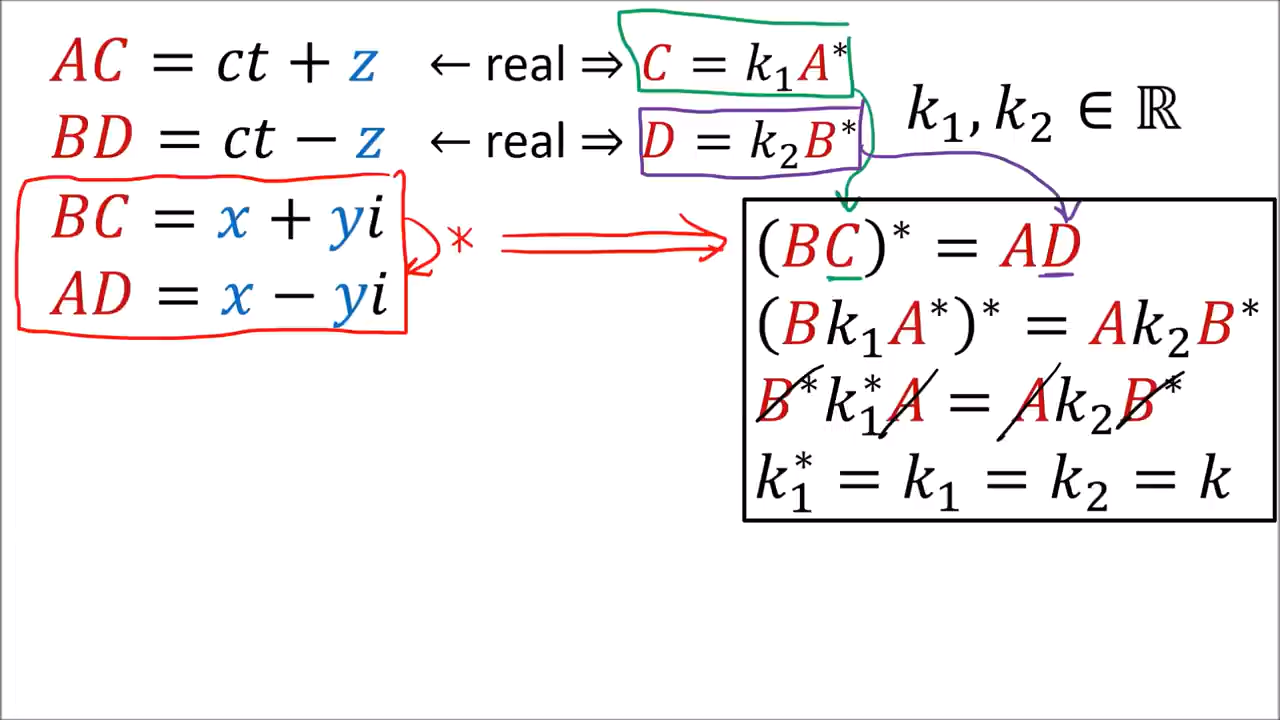 AC = ct + z ← real ⇒ C = k₁A*
BD = ct − z ← real ⇒ D = k₂B*
k₁, k₂ ∈ ℝ
BC = x + yi
AD = x − yi
*
(BC)* = AD
(Bk₁A*)* = Ak₂B*
B*k₁*A = Ak₂B*
k₁* = k₁ = k₂ = k